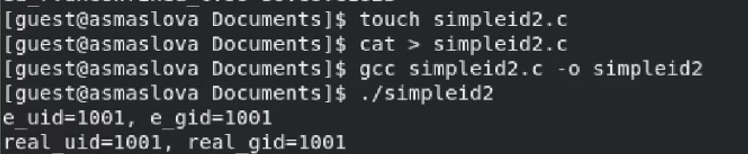 [guest@asmaslova Documents]$ touch simpleid2.c
[guest@asmaslova Documents]$ cat > simpleid2.c
[guest@asmaslova Documents]$ gcc simpleid2.c -o simpleid2
[guest@asmaslova Documents]$ ./simpleid2
e_uid=1001, e_gid=1001
real_uid=1001, real_gid=1001